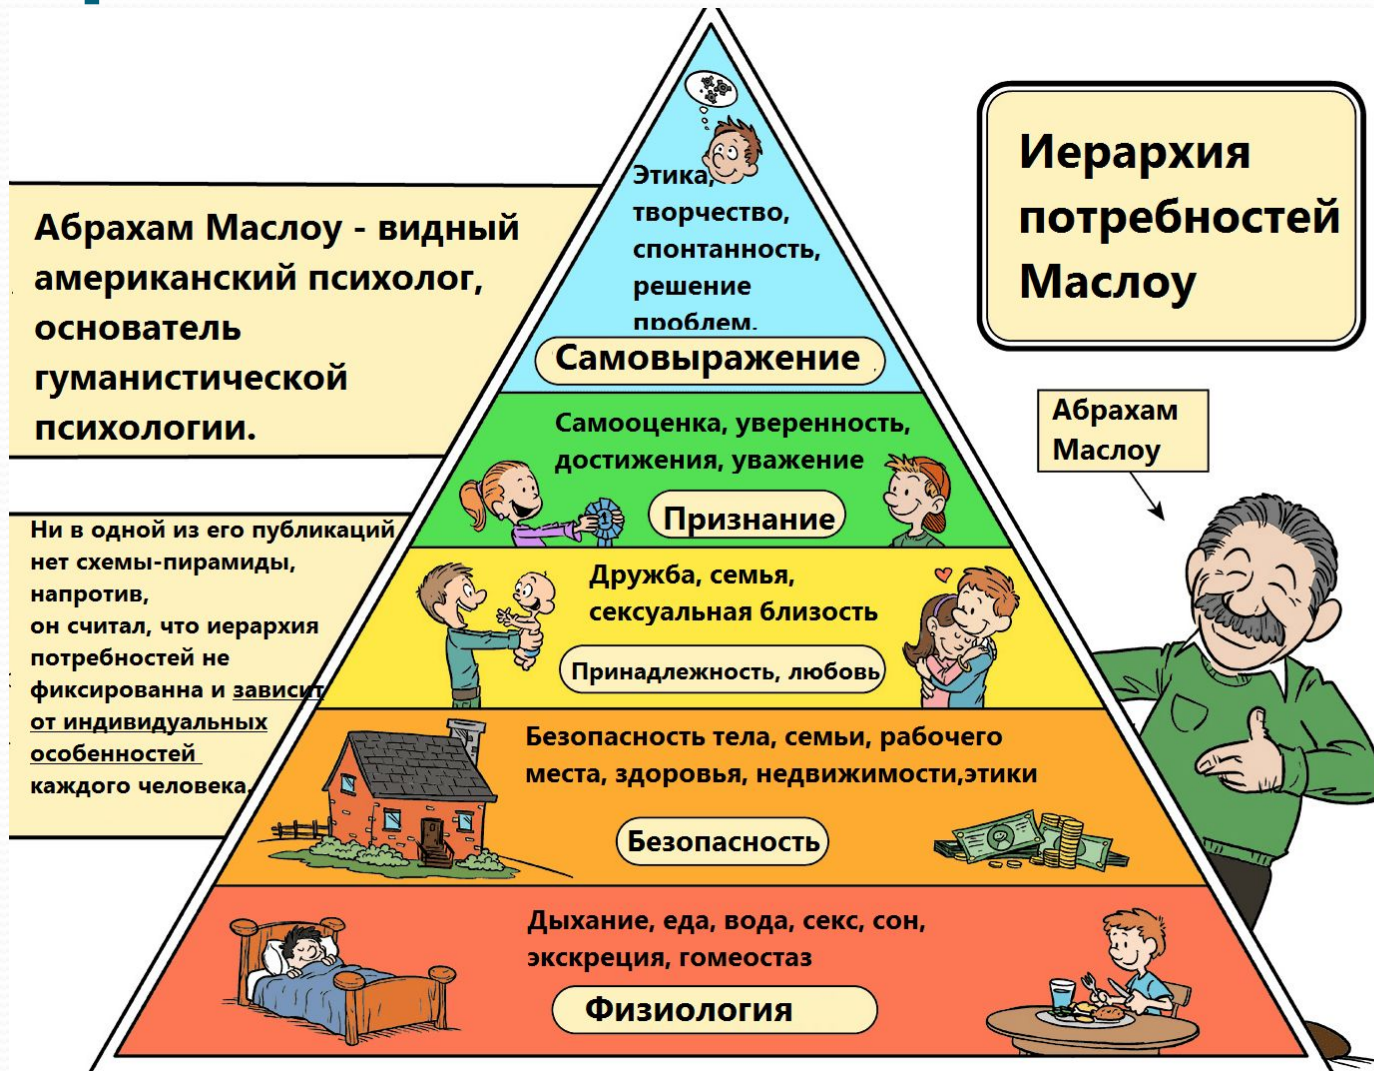 Иерархия
потребностей
Маслоу
Абрахам Маслоу - видный
американский психолог,
основатель
гуманистической
психологии.
Ни в одной из его публикаций
нет схемы-пирамиды,
напротив,
он считал, что иерархия
потребностей не
фиксированна и зависит
от индивидуальных
особенностей
каждого человека.
Этика,
творчество,
спонтанность,
решение
проблем.
Самовыражение
Самооценка, уверенность,
достижения, уважение
1
Признание
Дружба, семья,
сексуальная близость
Принадлежность, любовь
Безопасность тела, семьи, рабочего
места, здоровья, недвижимости,этики
Безопасность
Дыхание, еда, вода, секс, сон,
экскреция, гомеостаз
Физиология
Абрахам
Маслоу